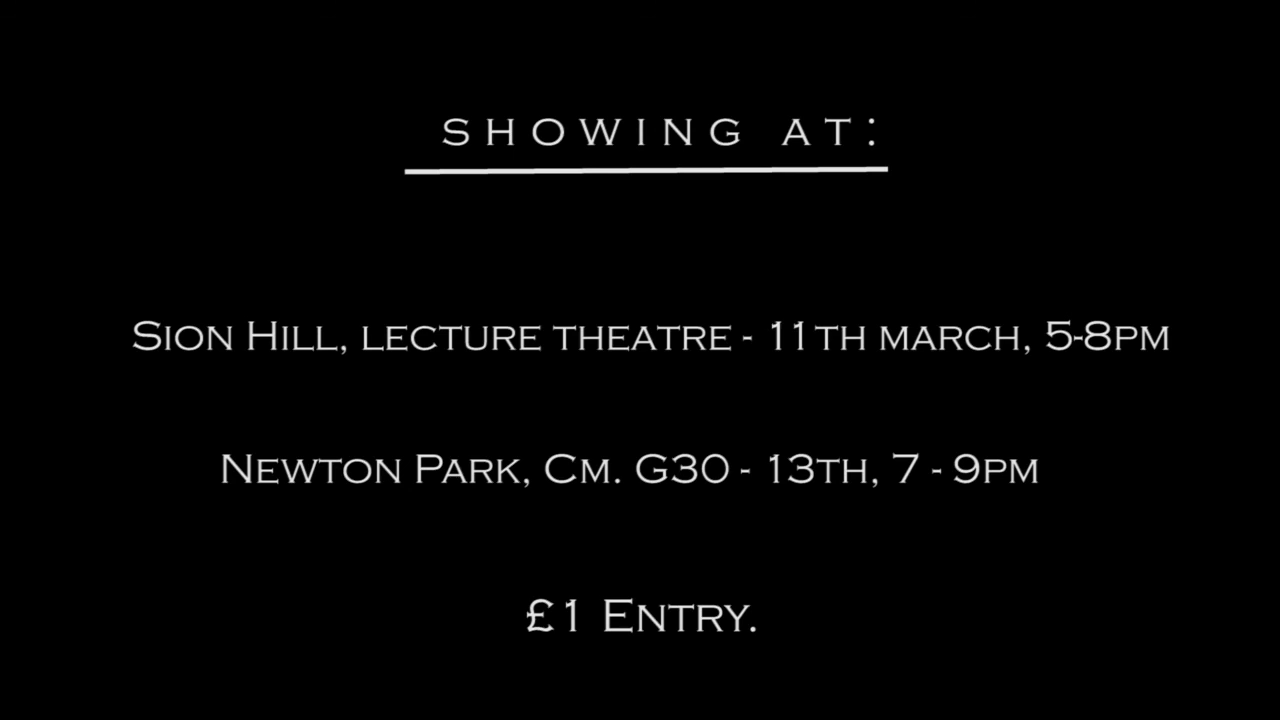 SHOWING AT:
Sion Hill, lecture theatre - 11th march, 5-8pm
Newton Park, Cm. G30 - 13th, 7 - 9pm
£1 Entry.